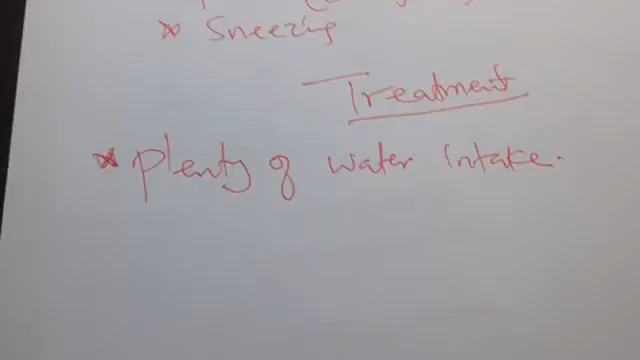 * Sneezing
Treatment
* Plenty of water intake.